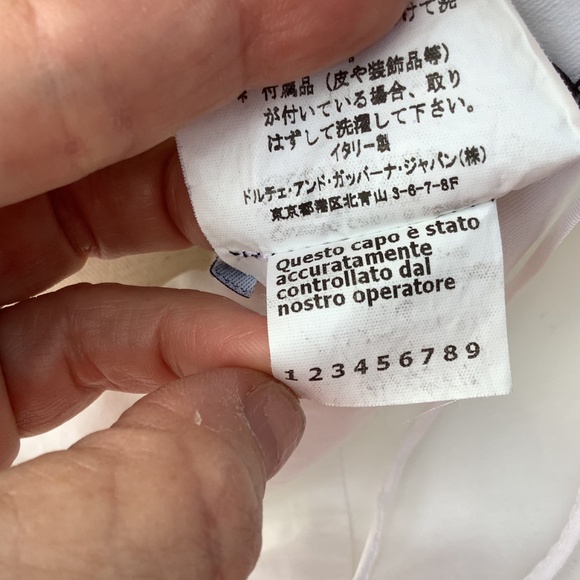 けて洗
付属品（皮や装飾品等）
が付いている場合、取り
はずして洗濯して下さい。
イタリー製
ドルチェ・アンド・ガッバーナ・ジャパン(株)
東京都港区北青山 3-6-7-8F
Questo capo è stato
accuratamente
controllato dal
nostro operatore
1 2 3 4 5 6 7 8 9